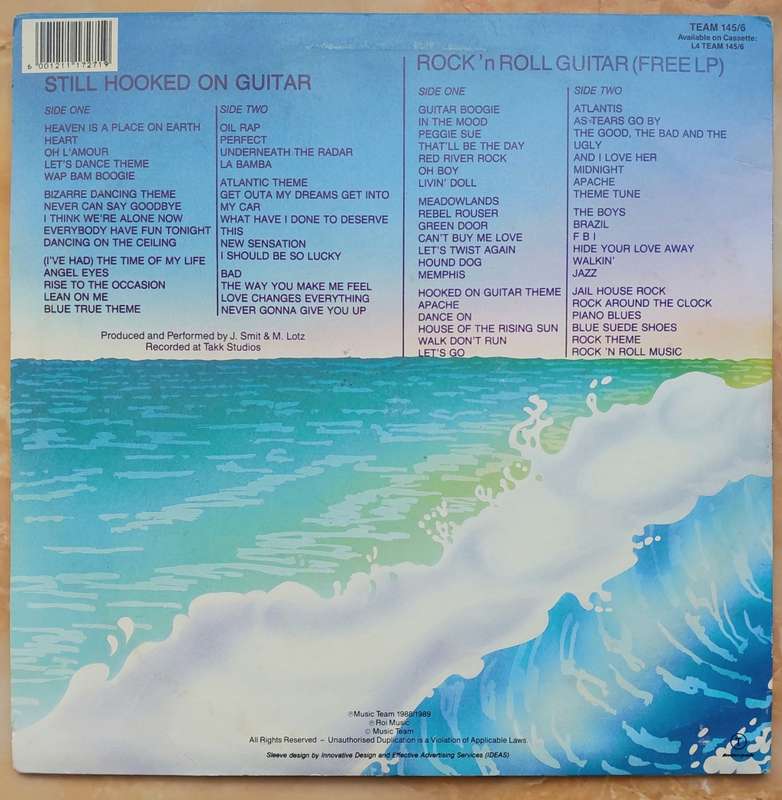 6 001211 172719
TEAM 145/6
Available on Cassette:
L4 TEAM 145/6
STILL HOOKED ON GUITAR
SIDE ONE
HEAVEN IS A PLACE ON EARTH
HEART
OH L'AMOUR
LET'S DANCE THEME
WAP BAM BOOGIE
BIZARRE DANCING THEME
NEVER CAN SAY GOODBYE
I THINK WE'RE ALONE NOW
EVERYBODY HAVE FUN TONIGHT
DANCING ON THE CEILING
(I'VE HAD) THE TIME OF MY LIFE
ANGEL EYES
RISE TO THE OCCASION
LEAN ON ME
BLUE TRUE THEME
SIDE TWO
OIL RAP
PERFECT
UNDERNEATH THE RADAR
LA BAMBA
ATLANTIC THEME
GET OUTA MY DREAMS GET INTO
MY CAR
WHAT HAVE I DONE TO DESERVE
THIS
NEW SENSATION
I SHOULD BE SO LUCKY
BAD
THE WAY YOU MAKE ME FEEL
LOVE CHANGES EVERYTHING
NEVER GONNA GIVE YOU UP
Produced and Performed by J. Smit & M. Lotz
Recorded at Takk Studios
ROCK 'n ROLL GUITAR (FREE LP)
SIDE ONE
GUITAR BOOGIE
IN THE MOOD
PEGGIE SUE
THAT'LL BE THE DAY
RED RIVER ROCK
OH BOY
LIVIN' DOLL
MEADOWLANDS
REBEL ROUSER
GREEN DOOR
CAN'T BUY ME LOVE
LET'S TWIST AGAIN
HOUND DOG
MEMPHIS
HOOKED ON GUITAR THEME
APACHE
DANCE ON
HOUSE OF THE RISING SUN
WALK DON'T RUN
LET'S GO
SIDE TWO
ATLANTIS
AS TEARS GO BY
THE GOOD, THE BAD AND THE
UGLY
AND I LOVE HER
MIDNIGHT
APACHE
THEME TUNE
THE BOYS
BRAZIL
F B I
HIDE YOUR LOVE AWAY
WALKIN'
JAZZ
JAIL HOUSE ROCK
ROCK AROUND THE CLOCK
PIANO BLUES
BLUE SUEDE SHOES
ROCK THEME
ROCK 'N ROLL MUSIC
℗Music Team 1988/1989
℗ Roi Music
© Music Team
All Rights Reserved – Unauthorised Duplication is a Violation of Applicable Laws.
Sleeve design by Innovative Design and Effective Advertising Services (IDEAS)